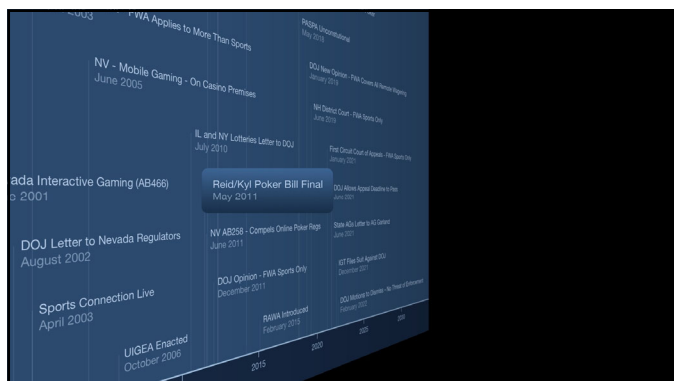 2003
FWA Applies to More Than Sports
NV - Mobile Gaming - On Casino Premises
June 2005
IL and NY Lotteries Letter to DOJ
July 2010
ada Interactive Gaming (AB466)
2001
Reid/Kyl Poker Bill Final
May 2011
DOJ Letter to Nevada Regulators
August 2002
NV AB258 - Compels Online Poker Regs
June 2011
Sports Connection Live
April 2003
DOJ Opinion - FWA Sports Only
December 2011
UIGEA Enacted
October 2006
RAWA Introduced
February 2015
PASPA Unconstitutional
May 2018
DOJ New Opinion - FWA Covers All Remote Wagering
January 2019
NH District Court - FWA Sports Only
June 2019
First Circuit Court of Appeals - FWA Sports Only
January 2021
DOJ Allows Appeal Deadline to Pass
June 2021
State AGs Letter to AG Garland
June 2021
IGT Files Suit Against DOJ
December 2021
DOJ Motions to Dismiss - No Threat of Enforcement
February 2022
2015
2020
2025
2030